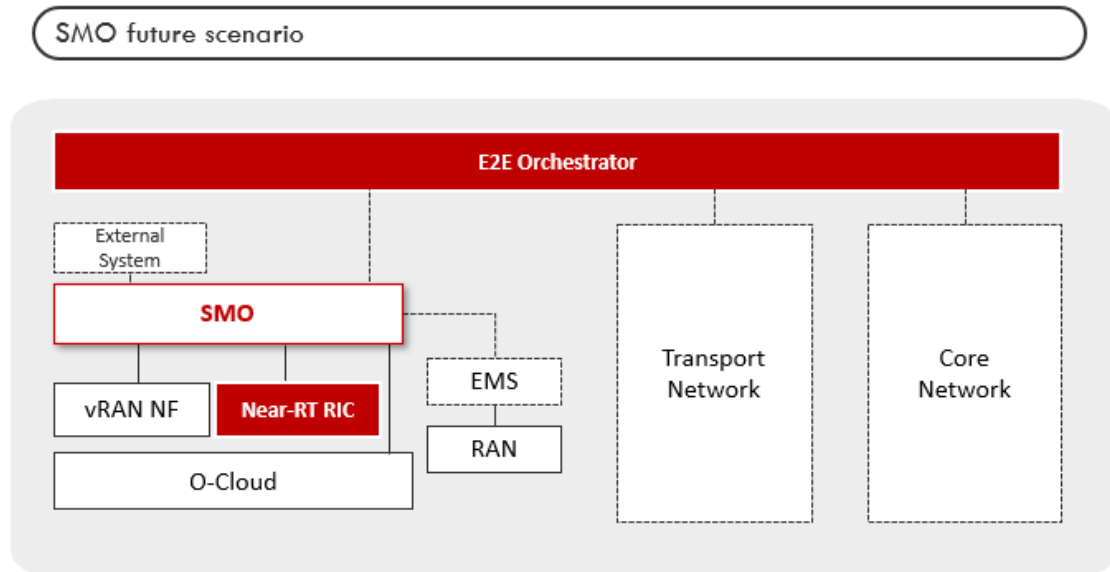 SMO future scenario
E2E Orchestrator
External
System
SMO
vRAN NF
Near-RT RIC
O-Cloud
EMS
RAN
Transport
Network
Core
Network